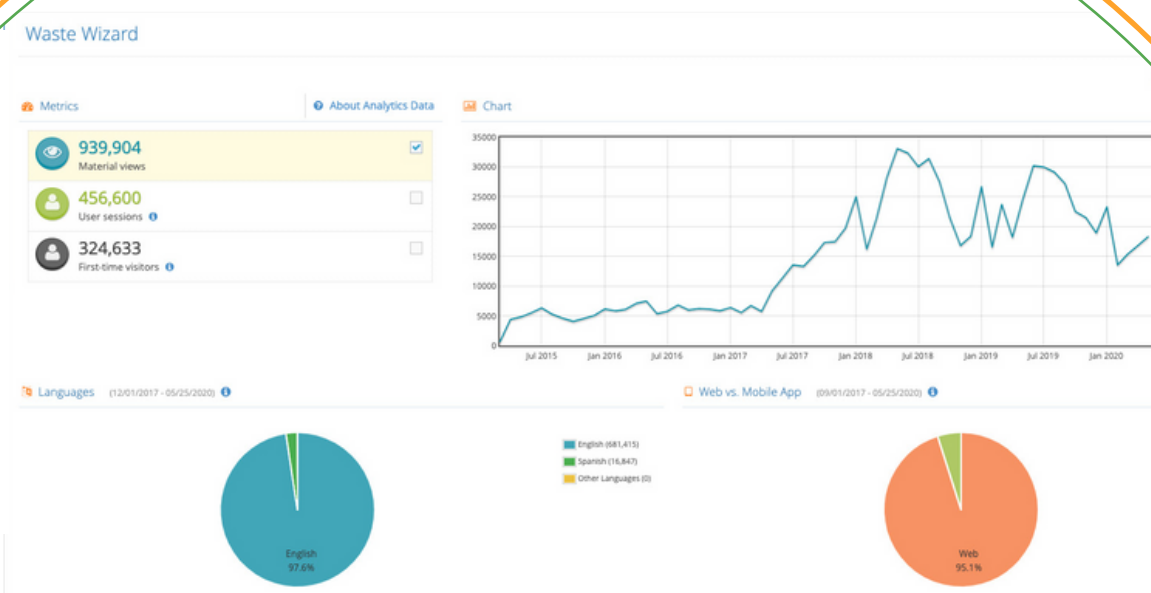 Waste Wizard
Metrics
About Analytics Data
939,904
Material views
456,600
User sessions
324,633
First-time visitors
Chart
35000
30000
25000
20000
15000
10000
5000
0
Jul 2015 Jan 2016 Jul 2016 Jan 2017 Jul 2017 Jan 2018 Jul 2018 Jan 2019 Jul 2019 Jan 2020
Languages (12/01/2017 - 05/25/2020)
English (681,415)
Spanish (16,847)
Other Languages (0)
English
97.6%
Web vs. Mobile App (09/01/2017 - 05/25/2020)
Web
95.1%